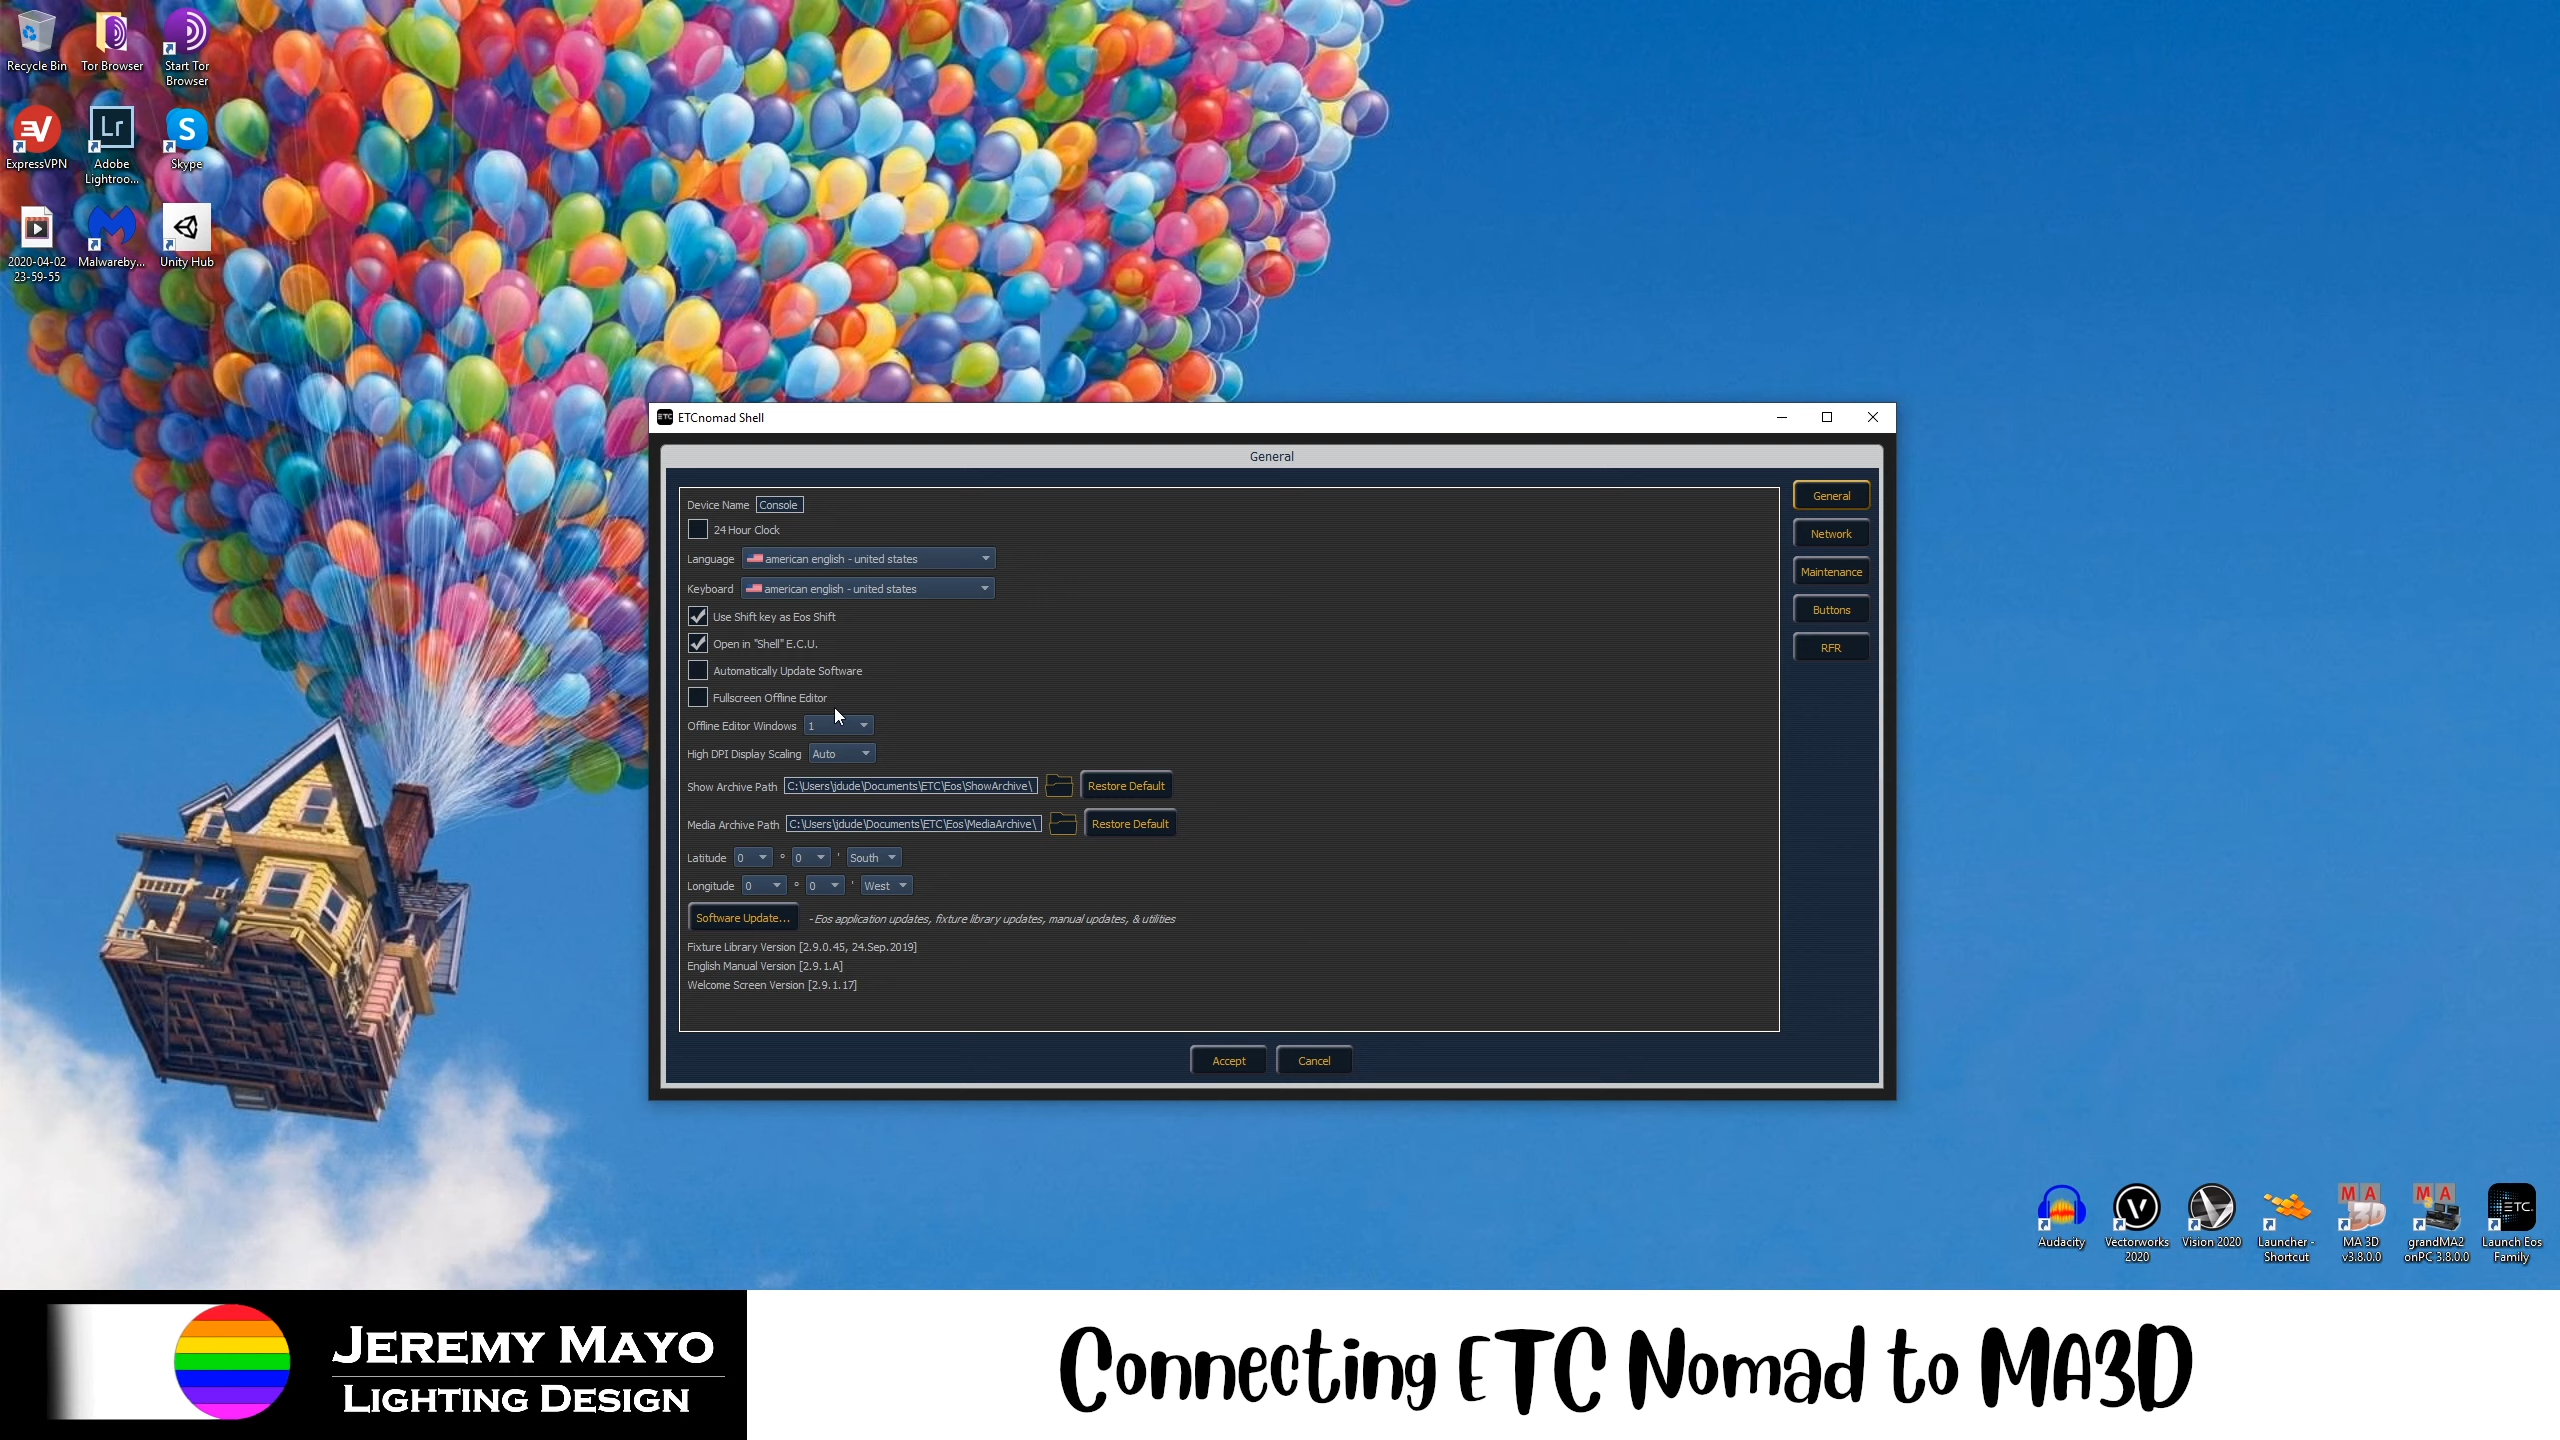 Recycle Bin
Tor Browser
Start Tor
Browser
ExpressVPN
Adobe
Lightroo...
Skype
2020-04-02
23-59-55
Malwareby...
Unity Hub
ETC ETCnomad Shell
General
Device Name Console
24 Hour Clock
Language american english - united states
Keyboard american english - united states
Use Shift key as Eos Shift
Open in "Shell" E.C.U.
Automatically Update Software
Fullscreen Offline Editor
Offline Editor Windows 1
High DPI Display Scaling Auto
Show Archive Path C:\Users\jdude\Documents\ETC\Eos\ShowArchive\ Restore Default
Media Archive Path C:\Users\jdude\Documents\ETC\Eos\MediaArchive\ Restore Default
Latitude 0 ° 0 ' South
Longitude 0 ° 0 ' West
Software Update... - Eos application updates, fixture library updates, manual updates, & utilities
Fixture Library Version [2.9.0.45, 24.Sep.2019]
English Manual Version [2.9.1.A]
Welcome Screen Version [2.9.1.17]
Accept Cancel
General
Network
Maintenance
Buttons
RFR
Audacity
Vectorworks
2020
Vision 2020
Launcher -
Shortcut
MA 3D
v3.8.0.0
grandMA2
onPC 3.8.0.0
Launch Eos
Family
JEREMY MAYO
LIGHTING DESIGN
Connecting ETC Nomad to MA3D